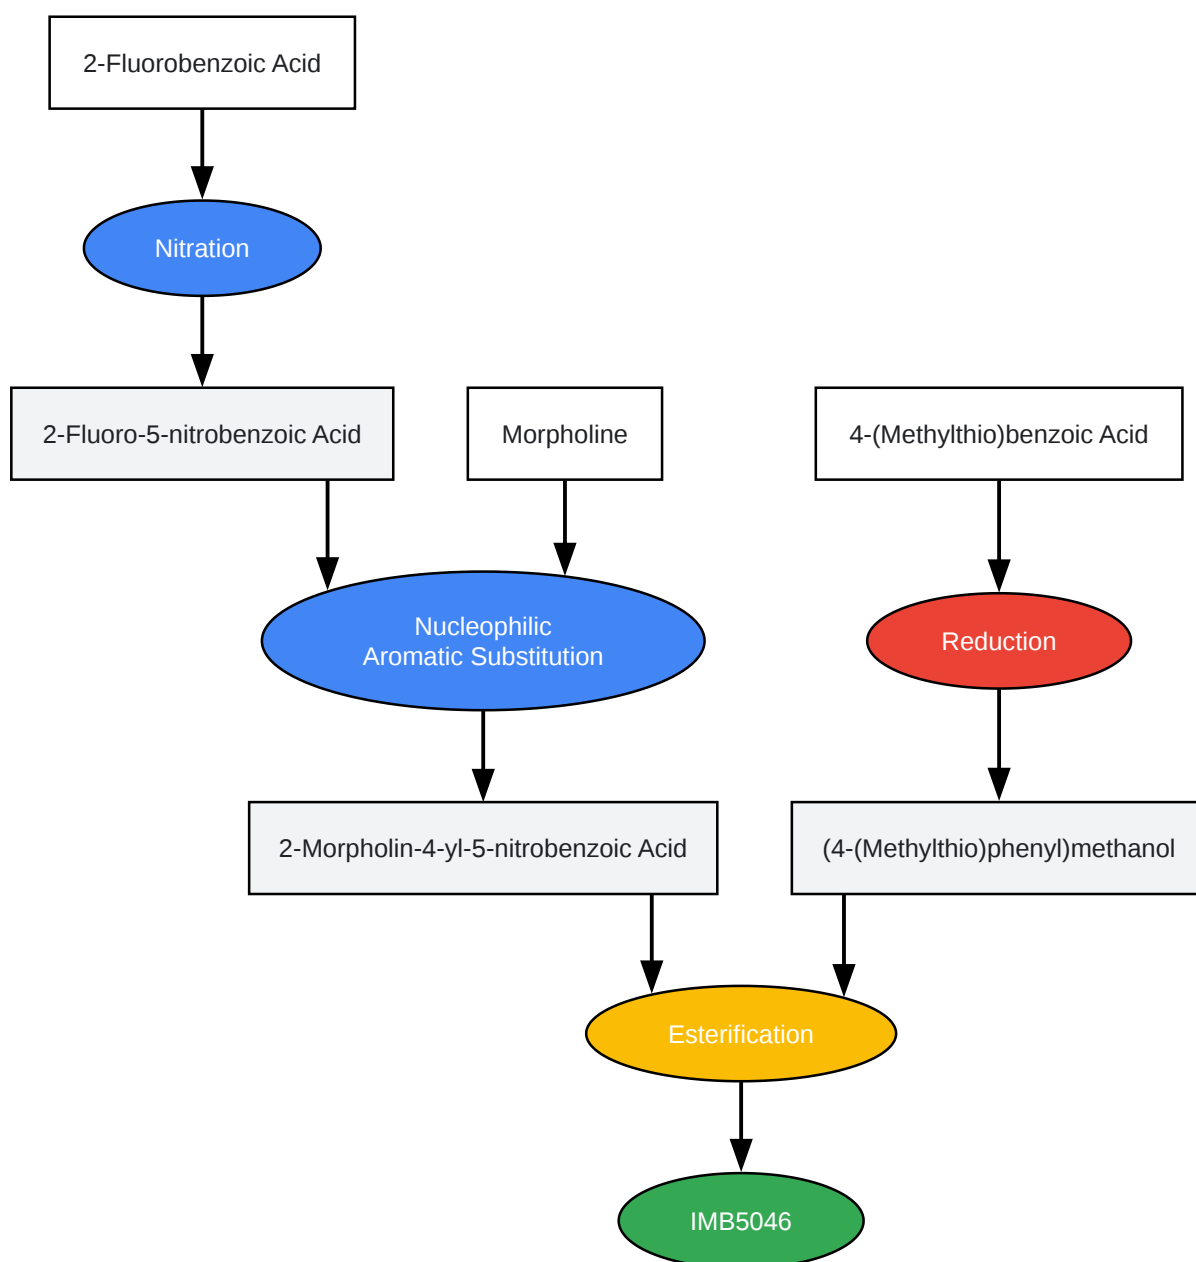 2-Fluorobenzoic Acid
Nitration
2-Fluoro-5-nitrobenzoic Acid
Morpholine
4-(Methylthio)benzoic Acid
Nucleophilic
Aromatic Substitution
Reduction
2-Morpholin-4-yl-5-nitrobenzoic Acid
(4-(Methylthio)phenyl)methanol
Esterification
IMB5046